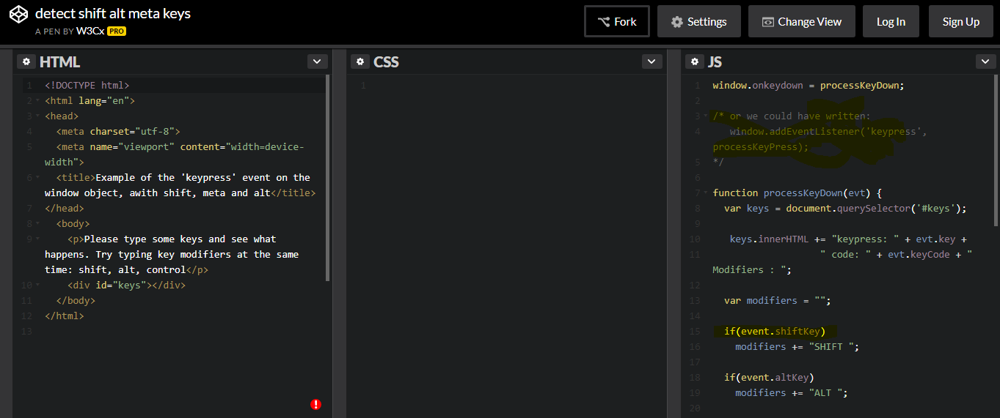 detect shift alt meta keys
A PEN BY W3Cx PRO
Fork
Settings
Change View
Log In
Sign Up
HTML
1 <!DOCTYPE html>
2 <html lang="en">
3 <head>
4 <meta charset="utf-8">
5 <meta name="viewport" content="width=device-
width">
6 <title>Example of the 'keypress' event on the
window object, awith shift, meta and alt</title>
7 </head>
8 <body>
9 <p>Please type some keys and see what
happens. Try typing key modifiers at the same
time: shift, alt, control</p>
10 <div id="keys"></div>
11 </body>
12 </html>
13
CSS
1
JS
1 window.onkeydown = processKeyDown;
2
3 /* or we could have written:
4 window.addEventListener('keypress',
processKeyPress);
5 */
6
7 function processKeyDown(evt) {
8 var keys = document.querySelector('#keys');
9
10 keys.innerHTML += "keypress: " + evt.key +
11 " code: " + evt.keyCode + "
Modifiers : ";
12
13 var modifiers = "";
14
15 if(event.shiftKey)
16 modifiers += "SHIFT ";
17
18 if(event.altKey)
19 modifiers += "ALT ";
20